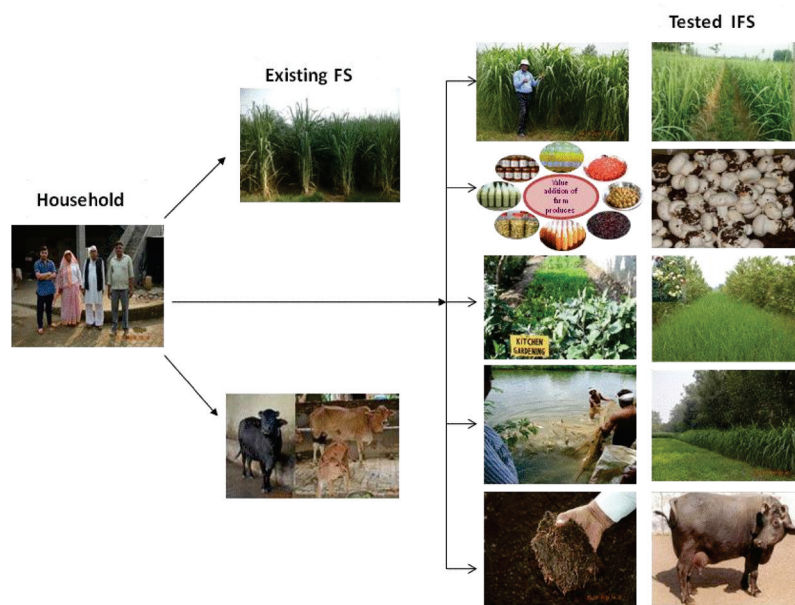 Tested IFS
Existing FS
Household
Value
addition of
farm
produces
KITCHEN
GARDENING